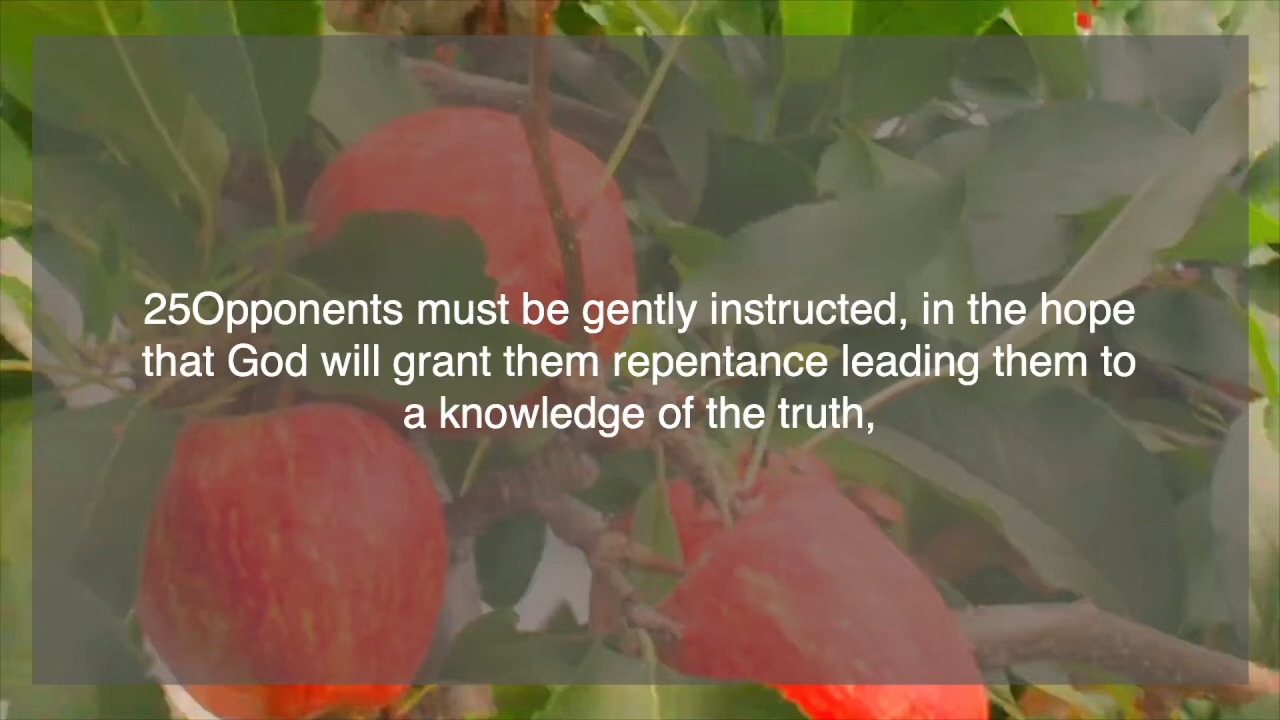 25Opponents must be gently instructed, in the hope
that God will grant them repentance leading them to
a knowledge of the truth,